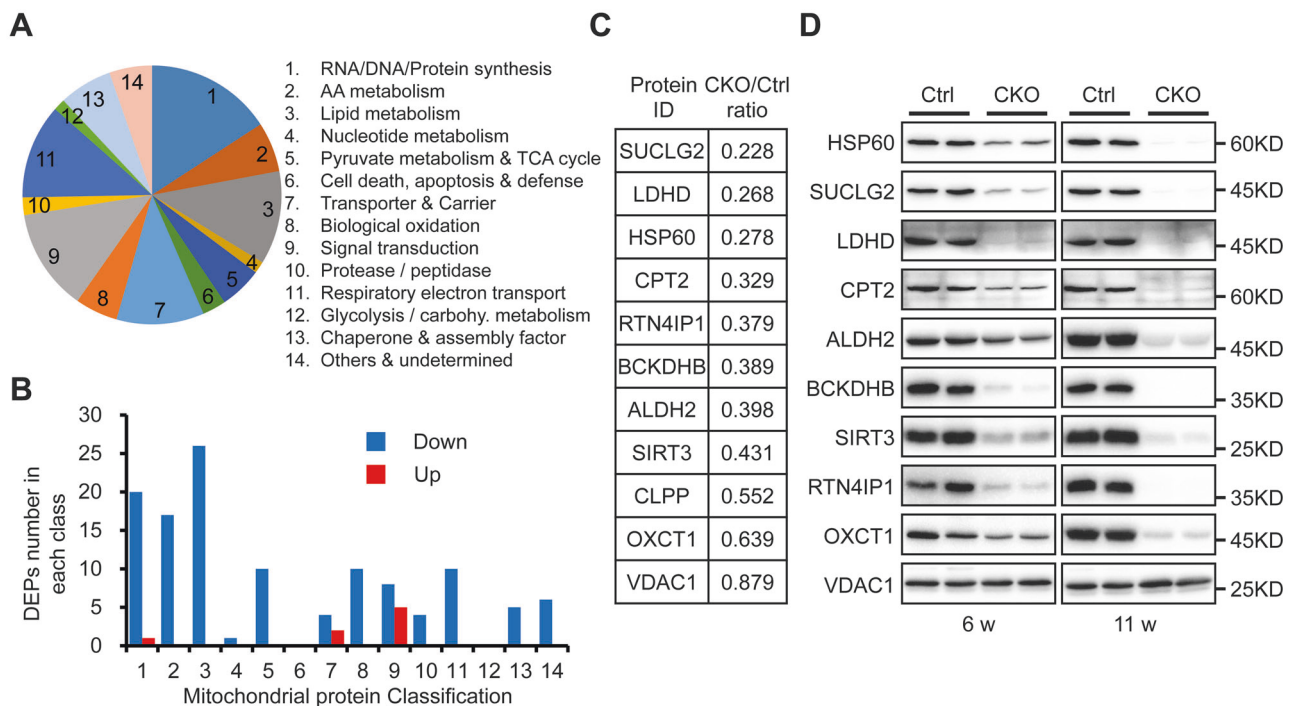 A
1
2
3
4
5
6
7
8
9
10
11
12
13
14
1. RNA/DNA/Protein synthesis
2. AA metabolism
3. Lipid metabolism
4. Nucleotide metabolism
5. Pyruvate metabolism & TCA cycle
6. Cell death, apoptosis & defense
7. Transporter & Carrier
8. Biological oxidation
9. Signal transduction
10. Protease / peptidase
11. Respiratory electron transport
12. Glycolysis / carbohy. metabolism
13. Chaperone & assembly factor
14. Others & undetermined
B
DEPs number in
each class
30
25
20
15
10
5
0
Down
Up
1 2 3 4 5 6 7 8 9 10 11 12 13 14
Mitochondrial protein Classification
C
Protein CKO/Ctrl
ID ratio
SUCLG2 0.228
LDHD 0.268
HSP60 0.278
CPT2 0.329
RTN4IP1 0.379
BCKDHB 0.389
ALDH2 0.398
SIRT3 0.431
CLPP 0.552
OXCT1 0.639
VDAC1 0.879
D
Ctrl CKO Ctrl CKO
HSP60 60KD
SUCLG2 45KD
LDHD 45KD
CPT2 60KD
ALDH2 45KD
BCKDHB 35KD
SIRT3 25KD
RTN4IP1 35KD
OXCT1 45KD
VDAC1 25KD
6 w 11 w